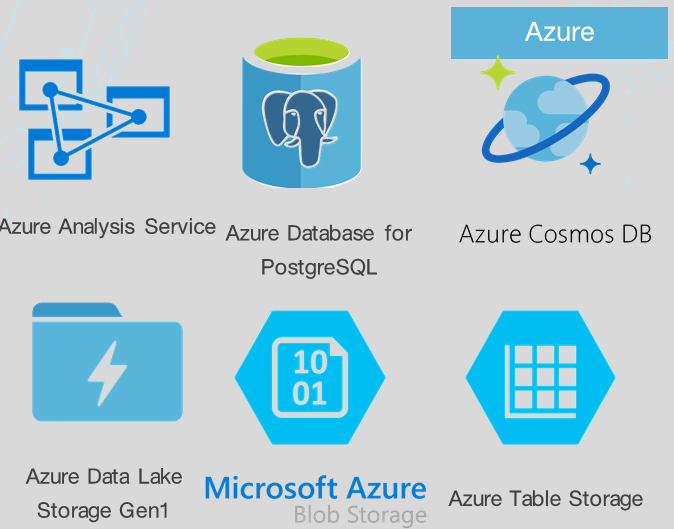 Azure
Azure Analysis Service
Azure Database for
PostgreSQL
Azure Cosmos DB
10
01
Azure Data Lake
Storage Gen1
Microsoft Azure
Blob Storage
Azure Table Storage